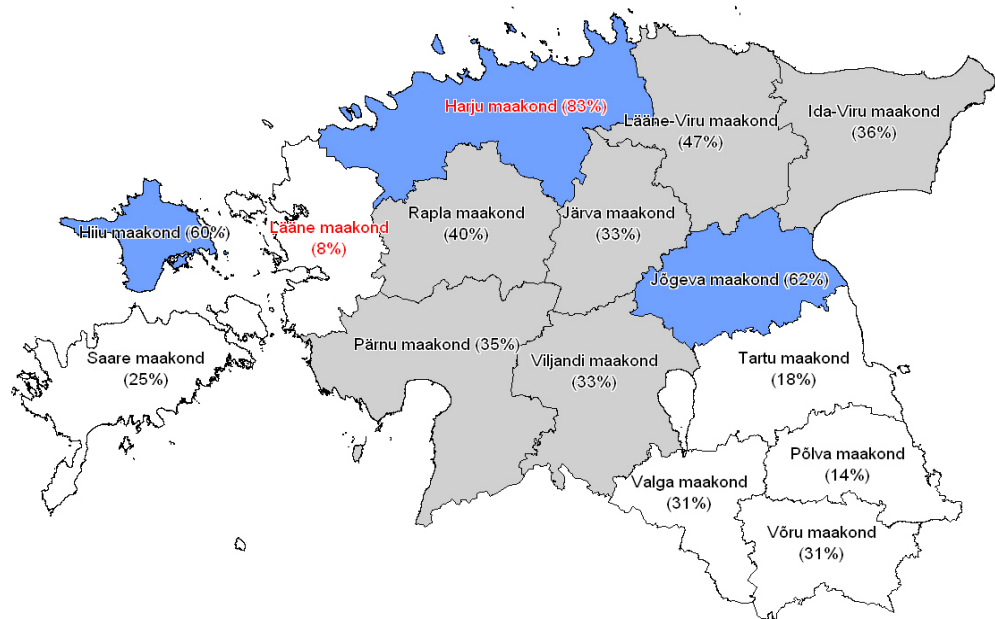 Harju maakond (83%)
Lääne-Viru maakond
(47%)
Ida-Viru maakond
(36%)
Hiiu maakond (60%)
Lääne maakond
(8%)
Rapla maakond
(40%)
Järva maakond
(33%)
Jõgeva maakond (62%)
Saare maakond
(25%)
Pärnu maakond (35%)
Viljandi maakond
(33%)
Tartu maakond
(18%)
Valga maakond
(31%)
Põlva maakond
(14%)
Võru maakond
(31%)